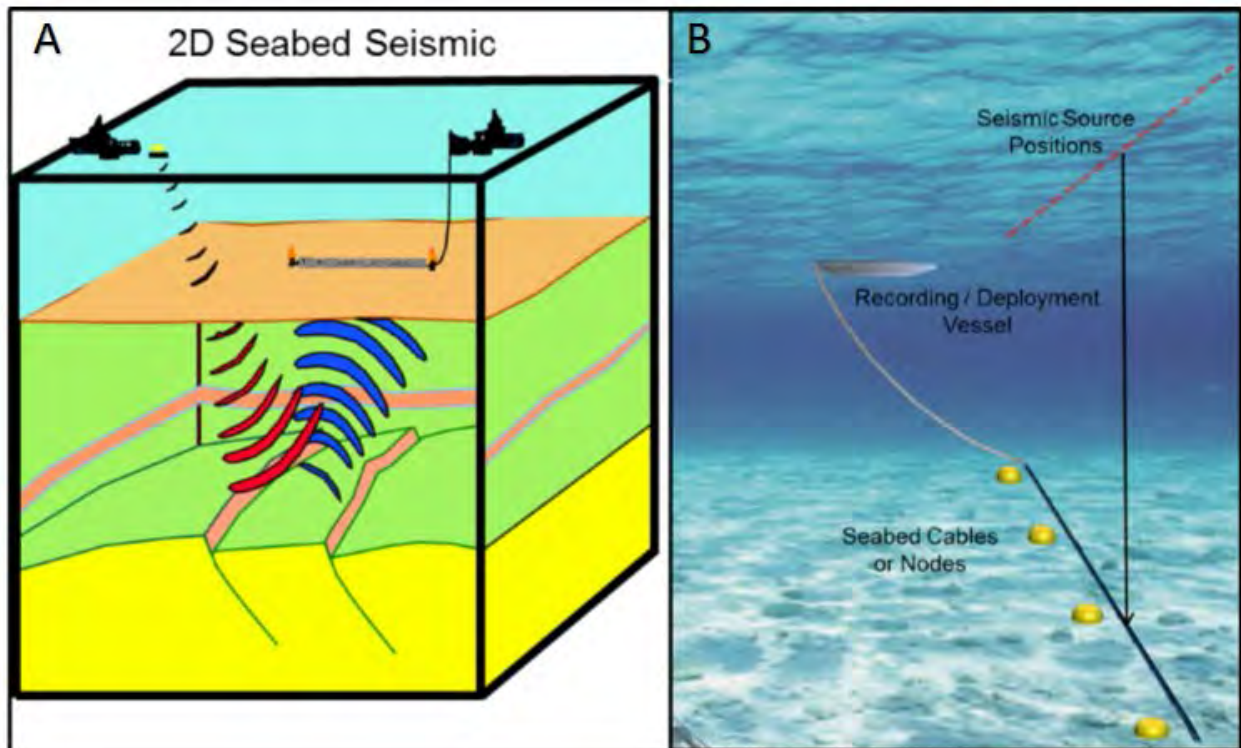 A
2D Seabed Seismic
B
Seismic Source
Positions
Recording / Deployment
Vessel
Seabed Cables
or Nodes